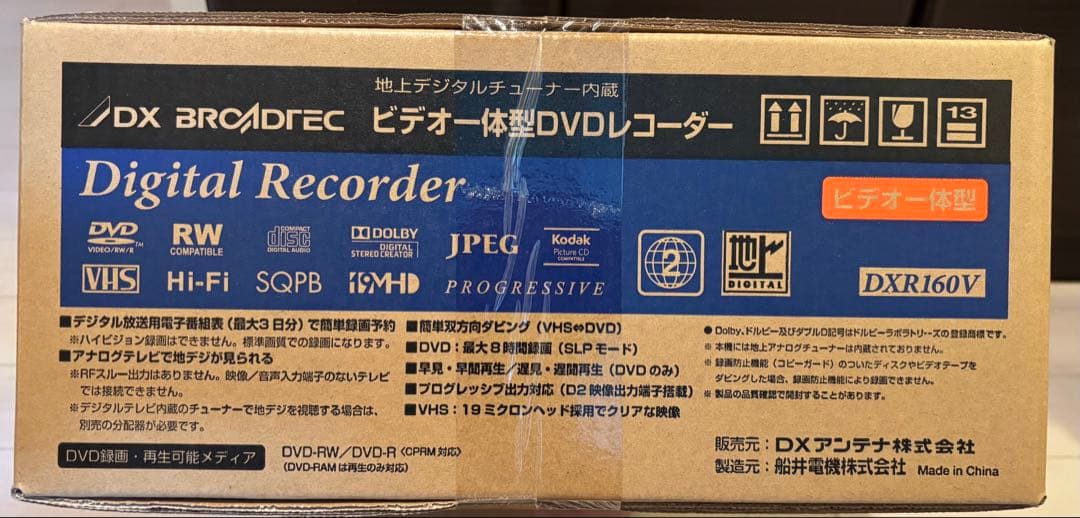 地上デジタルチューナー内蔵
DX BROADTEC ビデオ一体型DVDレコーダー
13
Digital Recorder
ビデオ一体型
DVD VIDEO/RW/R TM
RW COMPATIBLE
COMPACT disc DIGITAL AUDIO
DOLBY DIGITAL STEREO CREATOR
JPEG
Kodak Picture CD COMPATIBLE
2
地上 DIGITAL
VHS Hi-Fi SQPB 19μHD PROGRESSIVE
DXR160V
■デジタル放送用電子番組表(最大3日分)で簡単録画予約
※ハイビジョン録画はできません。標準画質での録画になります。
■アナログテレビで地デジが見られる
※RFスルー出力はありません。映像/音声入力端子のないテレビ
では接続できません。
※デジタルテレビ内蔵のチューナーで地デジを視聴する場合は、
別売の分配器が必要です。
■簡単双方向ダビング(VHS⇔DVD)
■DVD:最大8時間録画(SLPモード)
■早見・早聞再生/遅見・遅聞再生(DVDのみ)
■プログレッシブ出力対応(D2映像出力端子搭載)
■VHS:19ミクロンヘッド採用でクリアな映像
● Dolby、ドルビー及びダブルD記号はドルビーラボラトリーズの登録商標です。
※ 本機には地上アナログチューナーは内蔵されておりません。
※ 録画防止機能(コピーガード)のついたディスクやビデオテープを
ダビングした場合、録画防止機能により録画できません。
※ 製品の品質確認で開封することがあります。
DVD録画・再生可能メディア
DVD-RW/DVD-R〈CPRM対応〉
(DVD-RAMは再生のみ対応)
販売元:DXアンテナ株式会社
製造元:船井電機株式会社 Made in China